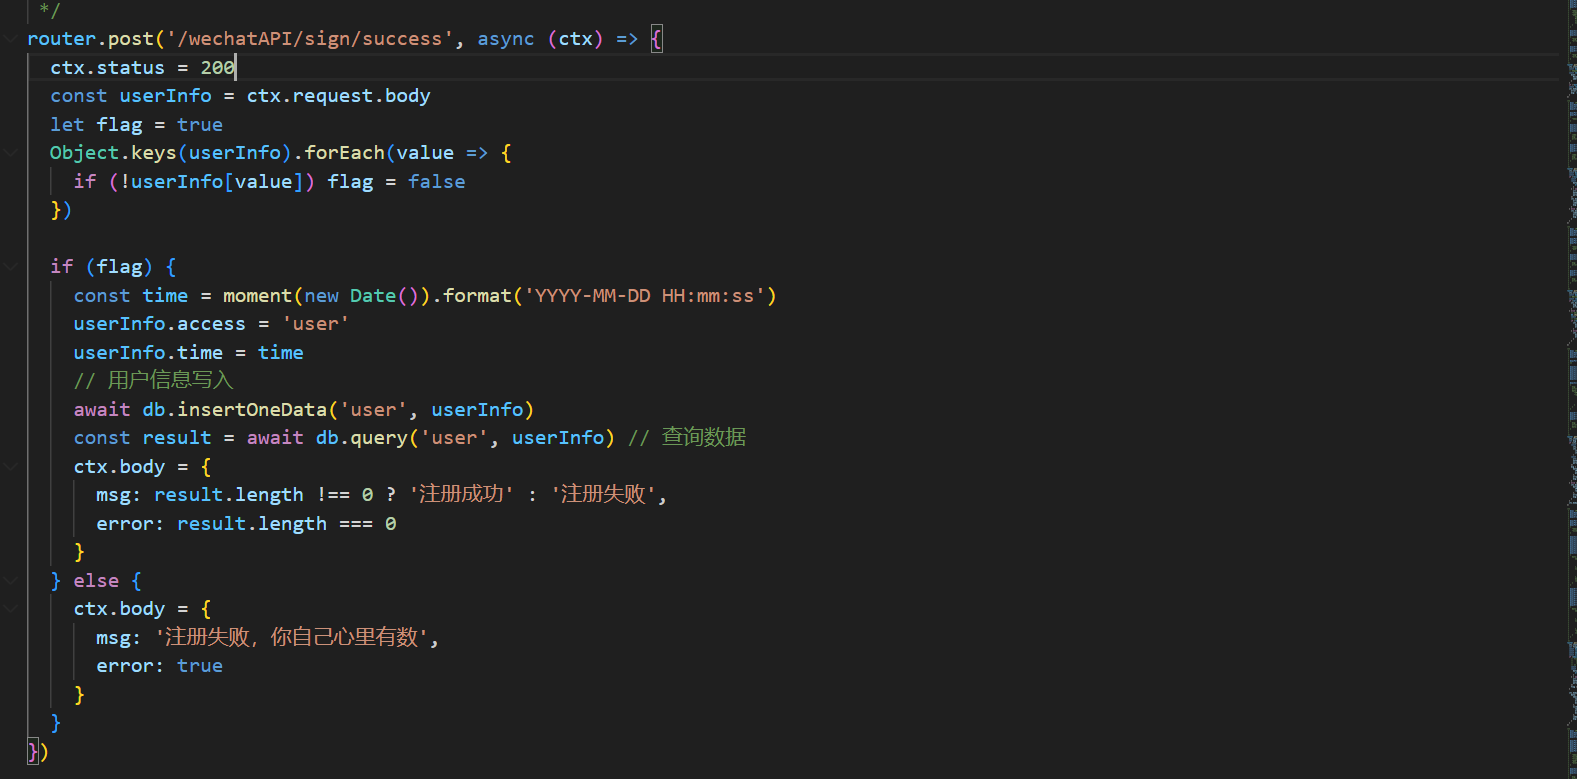 */
router.post('/wechatAPI/sign/success', async (ctx) => {
  ctx.status = 200
  const userInfo = ctx.request.body
  let flag = true
  Object.keys(userInfo).forEach(value => {
    if (!userInfo[value]) flag = false
  })

  if (flag) {
    const time = moment(new Date()).format('YYYY-MM-DD HH:mm:ss')
    userInfo.access = 'user'
    userInfo.time = time
    // 用户信息写入
    await db.insertOneData('user', userInfo)
    const result = await db.query('user', userInfo) // 查询数据
    ctx.body = {
      msg: result.length !== 0 ? '注册成功' : '注册失败',
      error: result.length === 0
    }
  } else {
    ctx.body = {
      msg: '注册失败，你自己心里有数',
      error: true
    }
  }
})